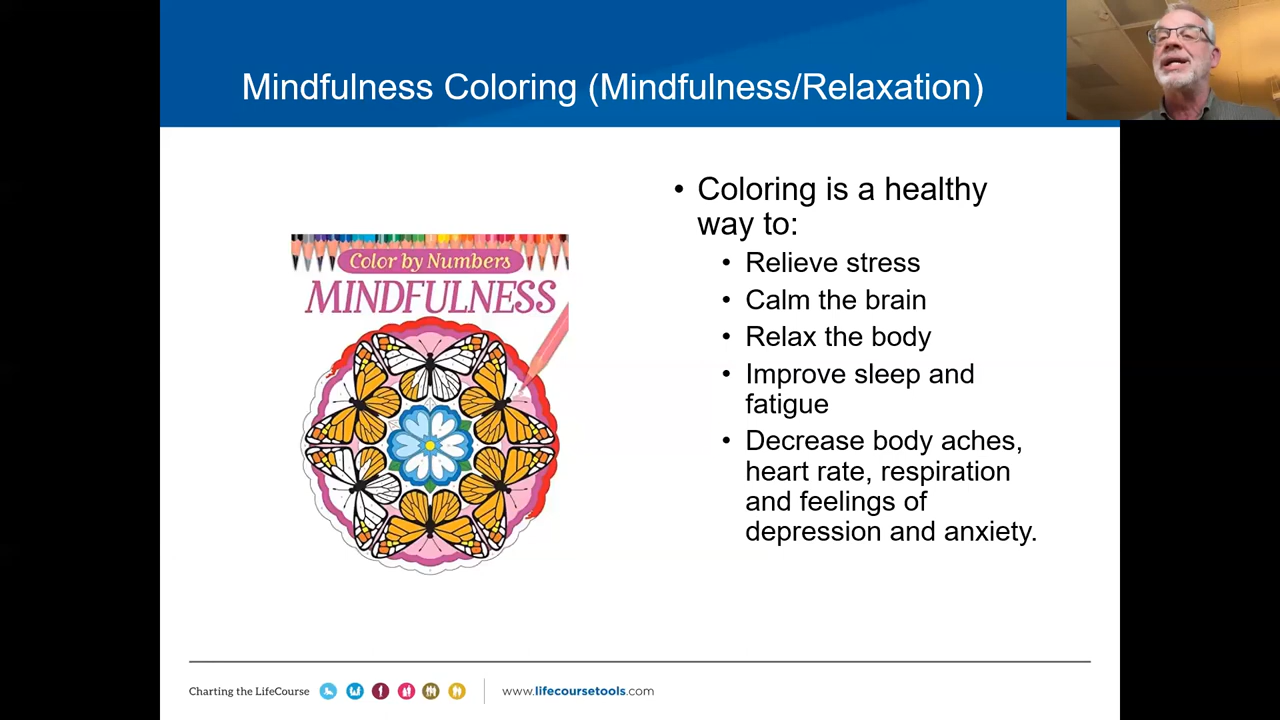 Mindfulness Coloring (Mindfulness/Relaxation)
Color by Numbers
MINDFULNESS
• Coloring is a healthy
way to:
• Relieve stress
• Calm the brain
• Relax the body
• Improve sleep and
fatigue
• Decrease body aches,
heart rate, respiration
and feelings of
depression and anxiety.
Charting the LifeCourse
www.lifecoursetools.com